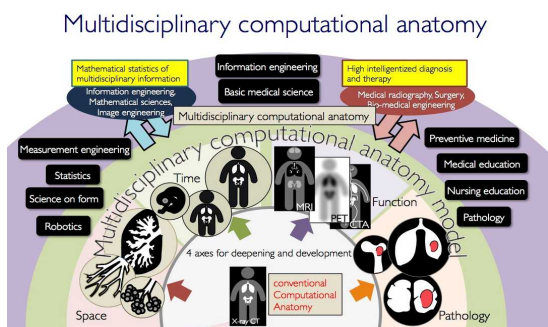 Multidisciplinary computational anatomy
Mathematical statistics of
multidisciplinary information
Information engineering,
Mathematical sciences,
Image engineering
Information engineering
Basic medical science
High intelligentized diagnosis
and therapy
Medical radiography, Surgery,
Bio-medical engineering
Multidisciplinary computational anatomy
Measurement engineering
Statistics
Science on form
Robotics
Preventive medicine
Medical education
Nursing education
Pathology
Multidisciplinary computational anatomy model
Time
MRI
PET
CTA
Function
4 axes for deepening and development
Space
X-ray CT
conventional
Computational
Anatomy
Pathology